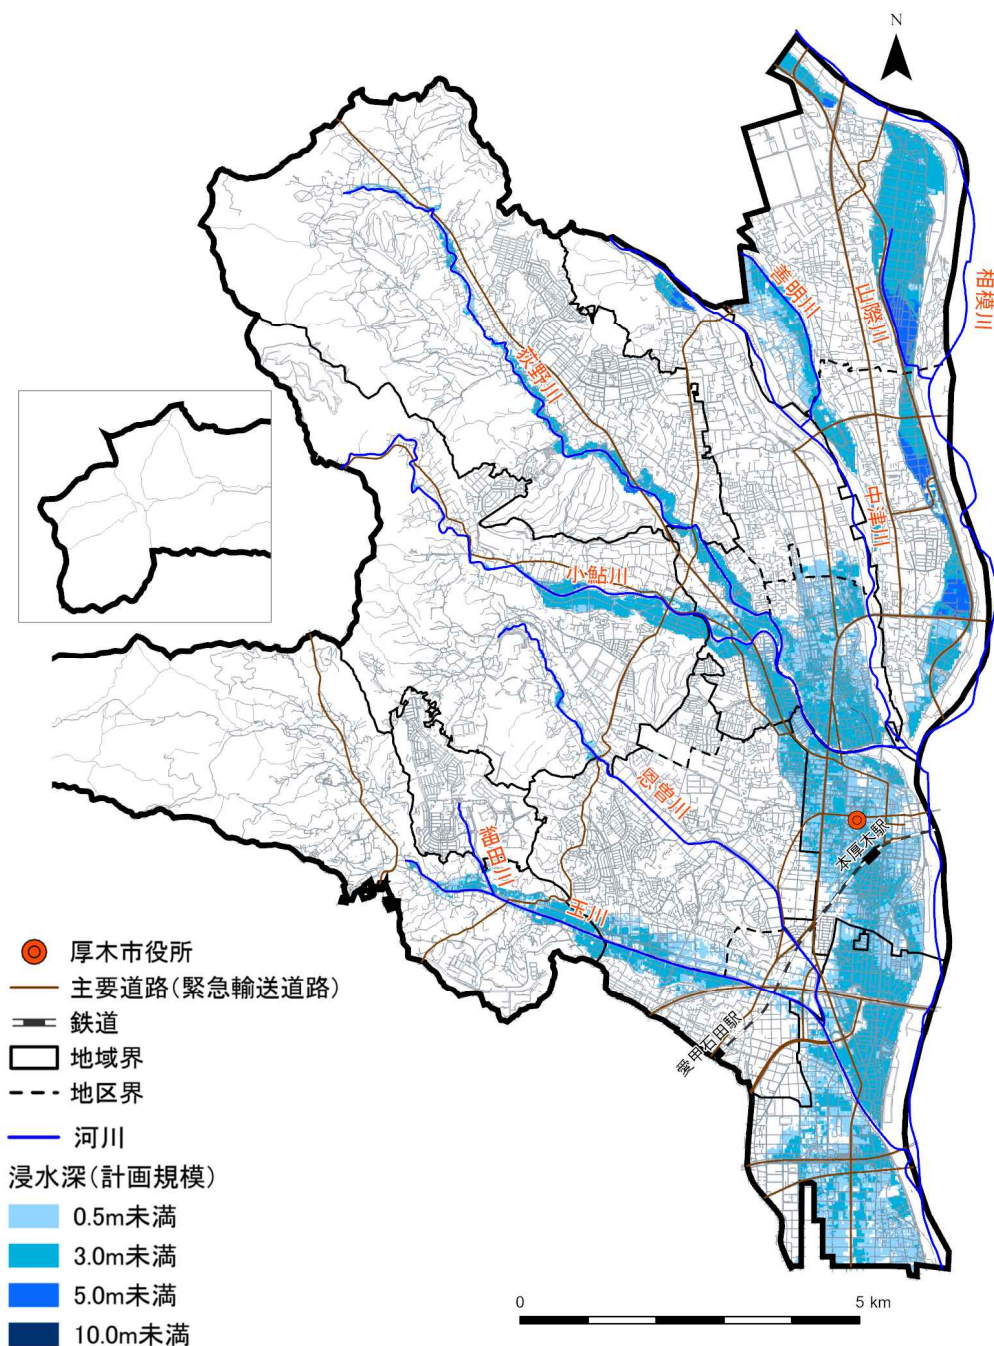 N
相模川
善明川
山際川
荻野川
中津川
小鮎川
恩曽川
本厚木駅
番田川
玉川
愛甲石田駅
厚木市役所
主要道路(緊急輸送道路)
鉄道
地域界
地区界
河川
浸水深(計画規模)
0.5m未満
3.0m未満
5.0m未満
10.0m未満
0 5 km